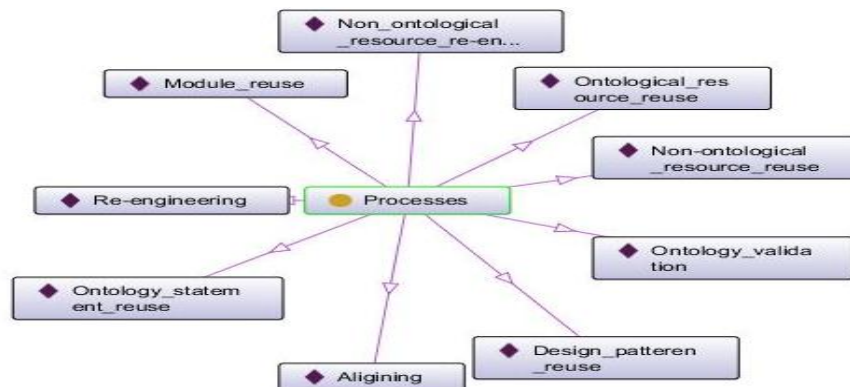 Non_ontological
_resource_re-en...
Module_reuse
Ontological_res
ource_reuse
Non-ontological
_resource_reuse
Re-engineering
Processes
Ontology_valida
tion
Ontology_statem
ent_reuse
Design_patteren
_reuse
Aligining